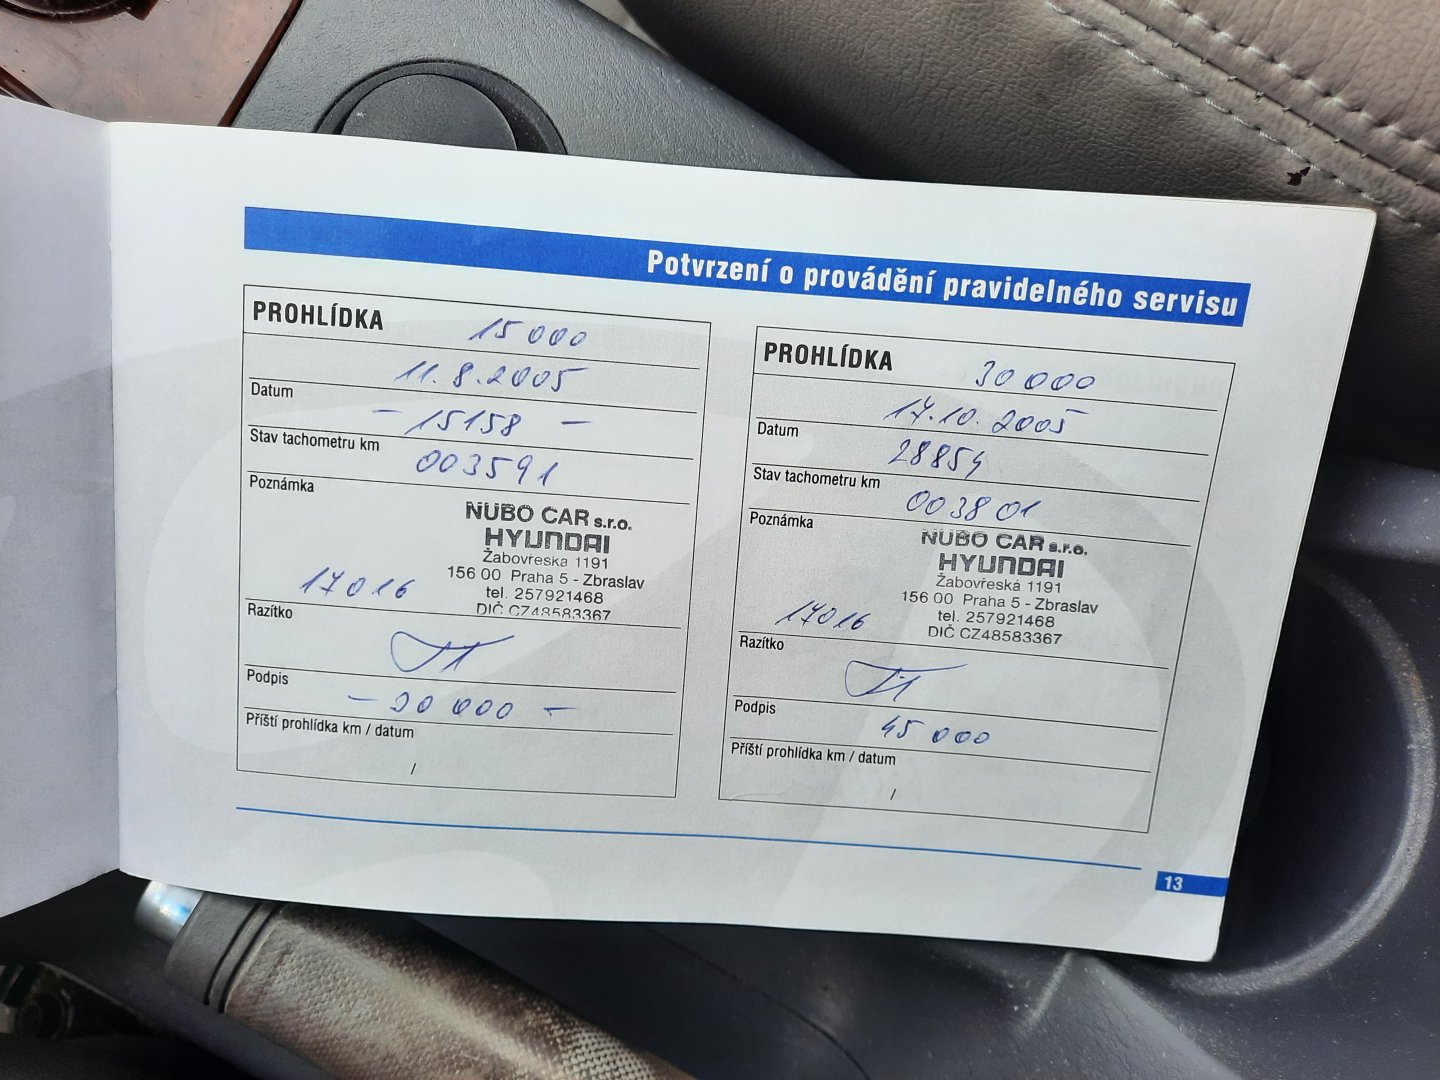 Potvrzení o provádění pravidelného servisu
PROHLÍDKA 15 000
11.8.2005
Datum
- 15158 -
Stav tachometru km
003591
Poznámka
NUBO CAR s.r.o.
HYUNDAI
Žabovřeská 1191
156 00 Praha 5 - Zbraslav
tel. 257921468
DIČ CZ48583367
17016
Razítko
Podpis
- 30 000 -
Příští prohlídka km / datum
/
PROHLÍDKA 30 000
17.10.2005
Datum
28854
Stav tachometru km
003801
Poznámka
NUBO CAR s.r.o.
HYUNDAI
Žabovřeská 1191
156 00 Praha 5 - Zbraslav
tel. 257921468
DIČ CZ48583367
17016
Razítko
Podpis
45 000
Příští prohlídka km / datum
/
13